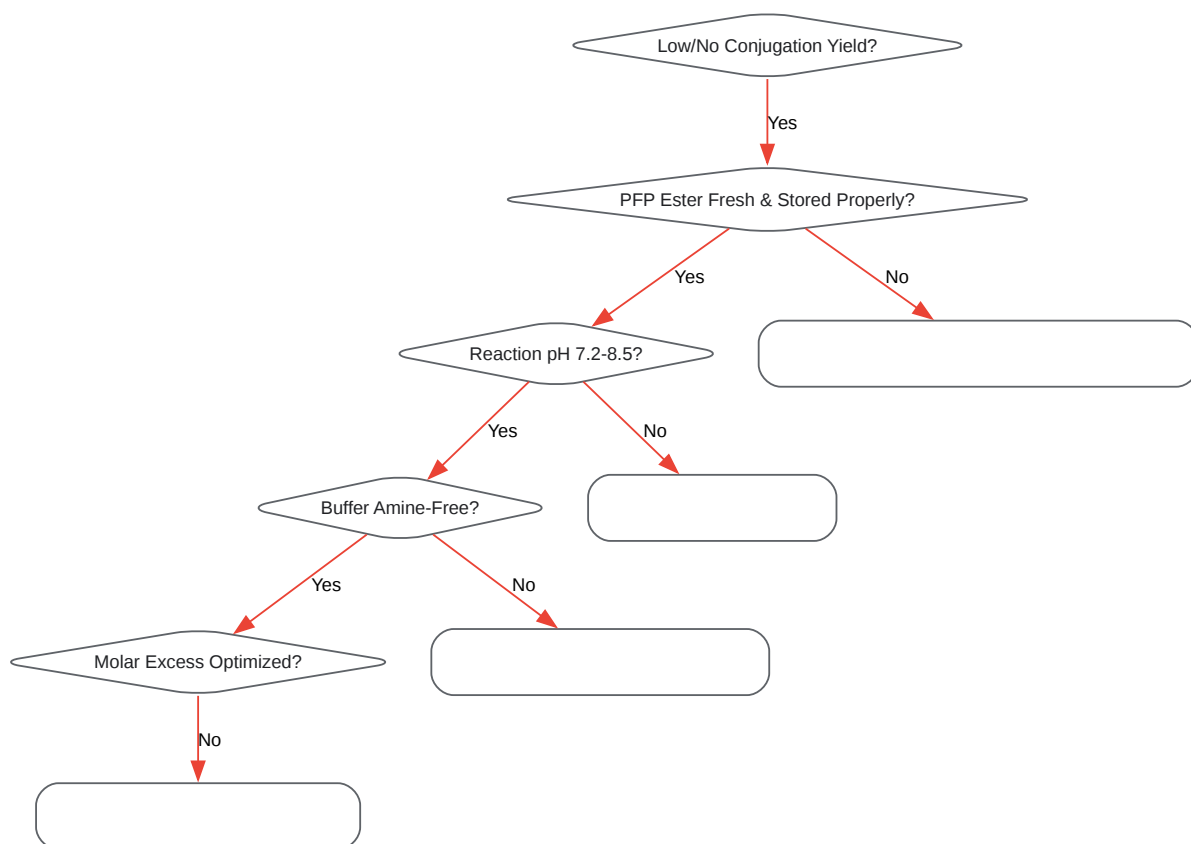 Low/No Conjugation Yield?
Yes
PFP Ester Fresh & Stored Properly?
Yes
No
Reaction pH 7.2-8.5?
Yes
No
Buffer Amine-Free?
Yes
No
Molar Excess Optimized?
No